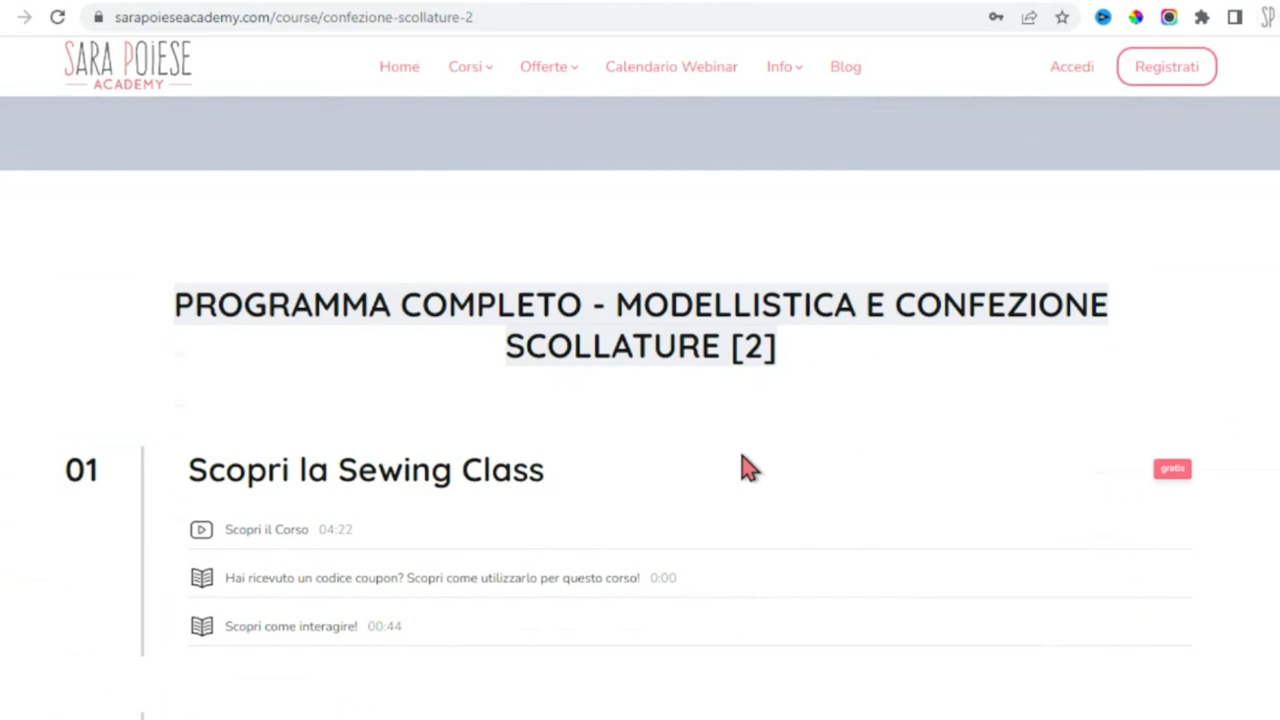 sarapoieseacademy.com/course/confezione-scollature-2
SP
SARA POIESE
ACADEMY
Home
Corsi
Offerte
Calendario Webinar
Info
Blog
Accedi
Registrati
PROGRAMMA COMPLETO - MODELLISTICA E CONFEZIONE
SCOLLATURE [2]
01
Scopri la Sewing Class
gratis
Scopri il Corso 04:22
Hai ricevuto un codice coupon? Scopri come utilizzarlo per questo corso! 0:00
Scopri come interagire! 00:44